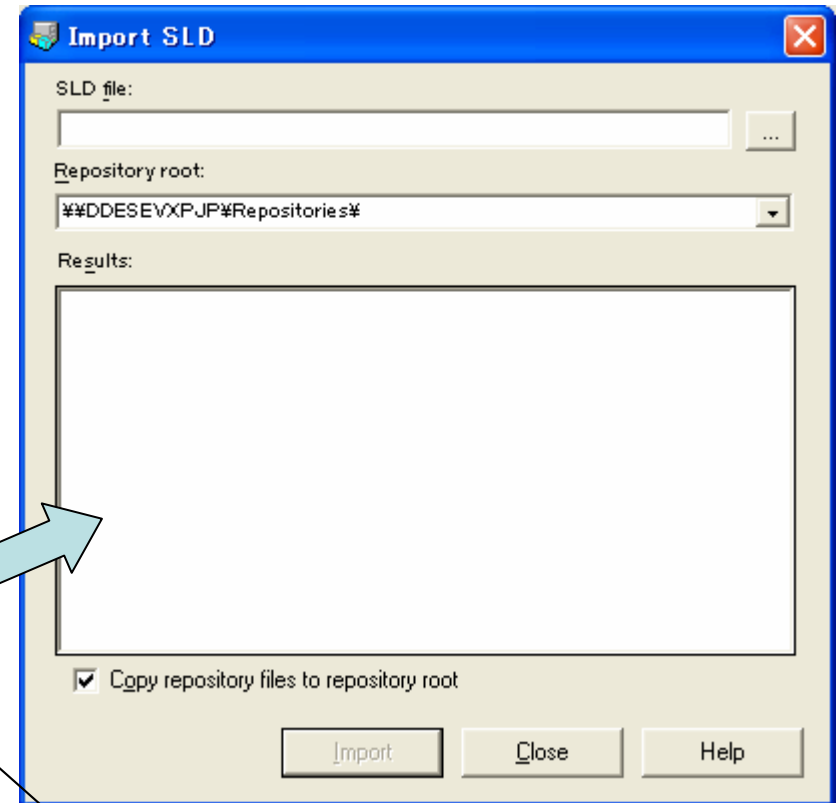 Import SLD
SLD file:
...
Repository root:
¥¥DDESEVXPJP¥Repositories¥
Results:
Copy repository files to repository root
Import Close Help